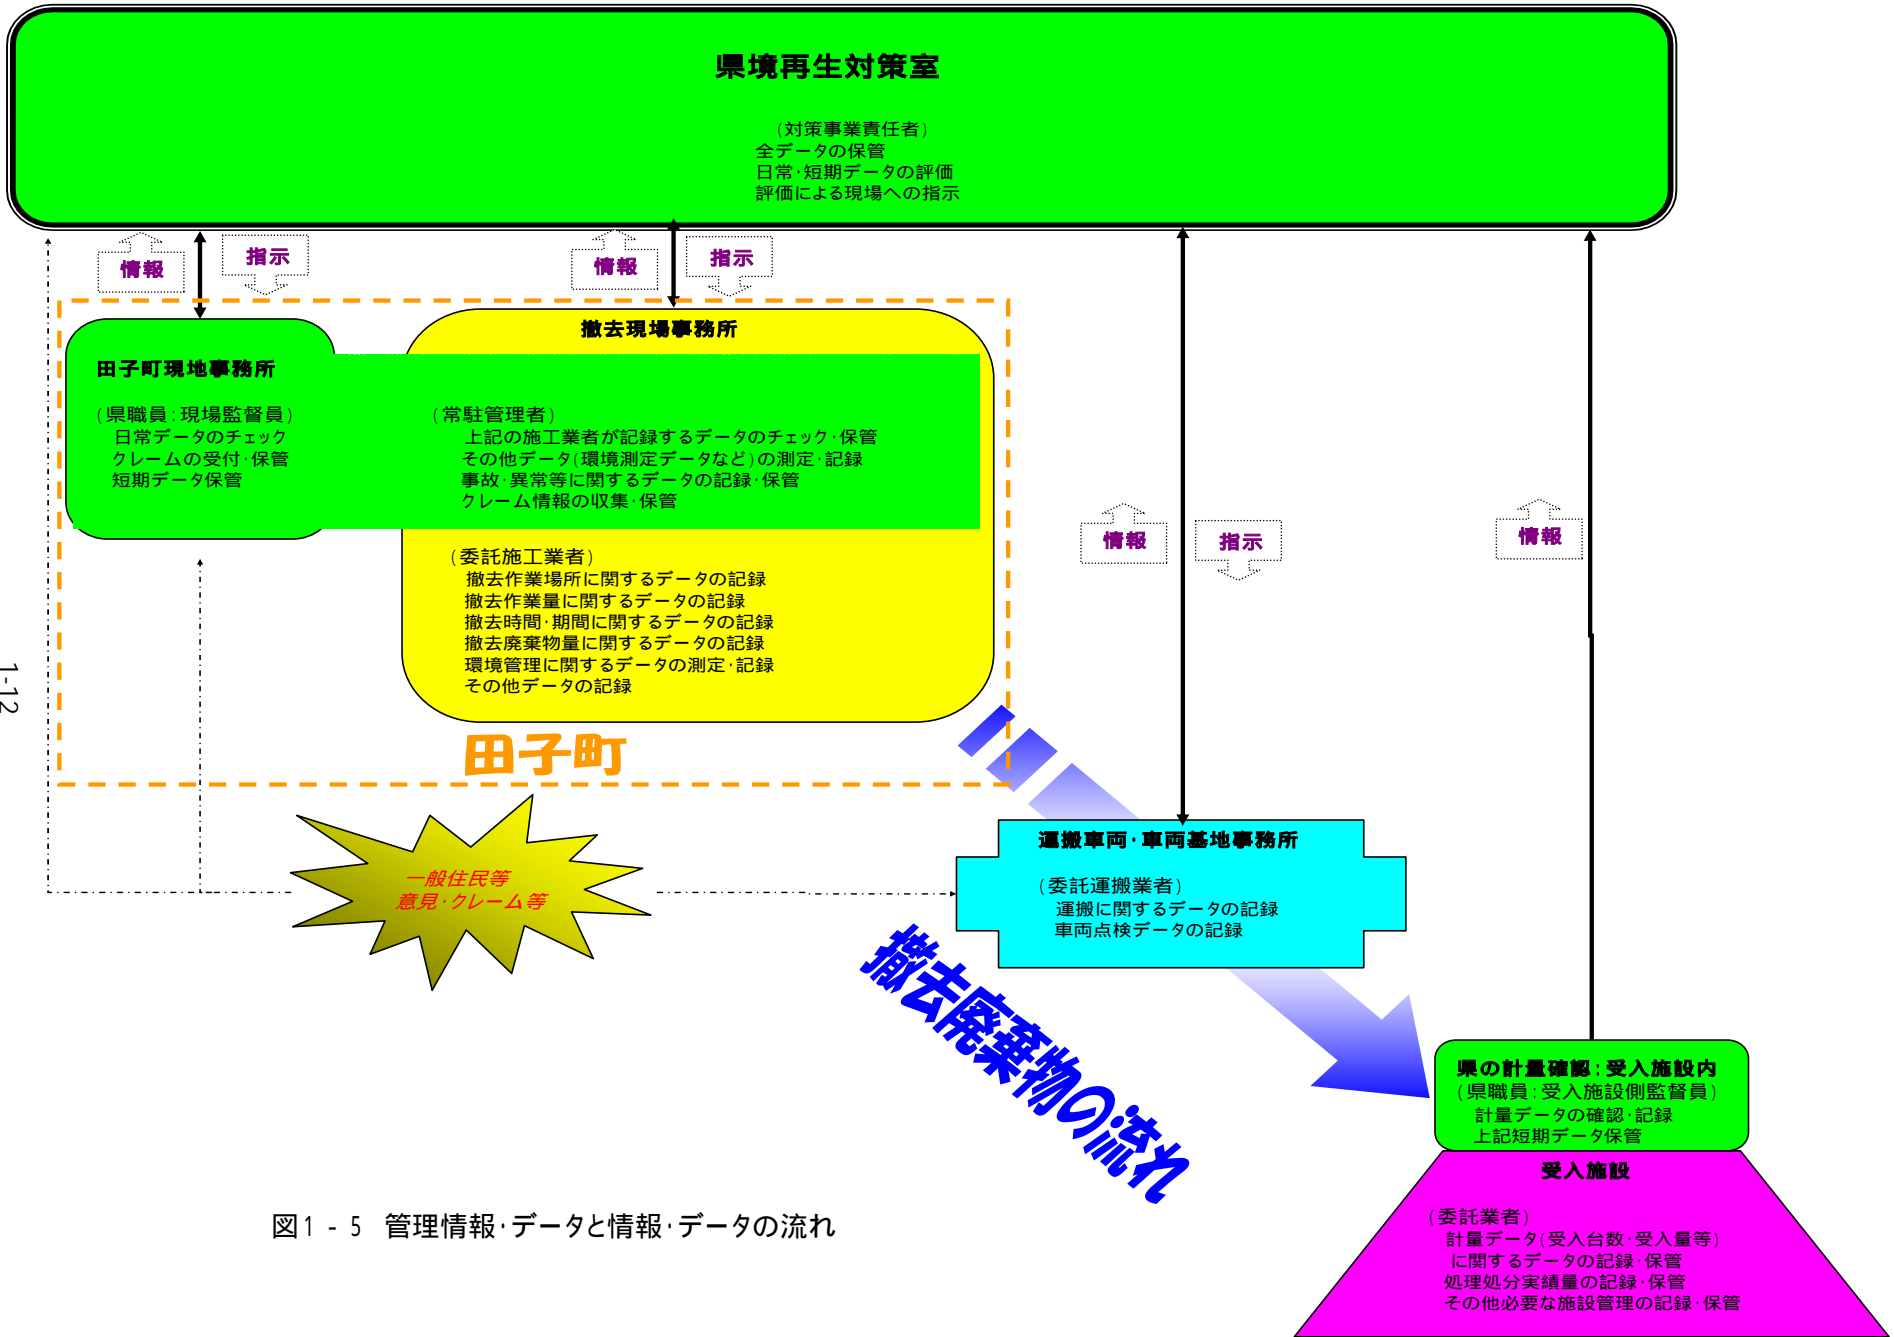 県境再生対策室
(対策事業責任者)
全データの保管
日常･短期データの評価
評価による現場への指示
情報
指示
情報
指示
撤去現場事務所
田子町現地事務所
(県職員:現場監督員)
日常データのチェック
クレームの受付･保管
短期データ保管
(常駐管理者)
上記の施工業者が記録するデータのチェック･保管
その他データ(環境測定データなど)の測定･記録
事故･異常等に関するデータの記録･保管
クレーム情報の収集･保管
(委託施工業者)
撤去作業場所に関するデータの記録
撤去作業量に関するデータの記録
撤去時間･期間に関するデータの記録
撤去廃棄物量に関するデータの記録
環境管理に関するデータの測定･記録
その他データの記録
田子町
情報
指示
情報
一般住民等
意見･クレーム等
運搬車両･車両基地事務所
(委託運搬業者)
運搬に関するデータの記録
車両点検データの記録
撤去廃棄物の流れ
県の計量確認:受入施設内
(県職員:受入施設側監督員)
計量データの確認･記録
上記短期データ保管
受入施設
(委託業者)
計量データ(受入台数･受入量等)
に関するデータの記録･保管
処理処分実績量の記録･保管
その他必要な施設管理の記録･保管
図1-5 管理情報･データと情報･データの流れ
1-12